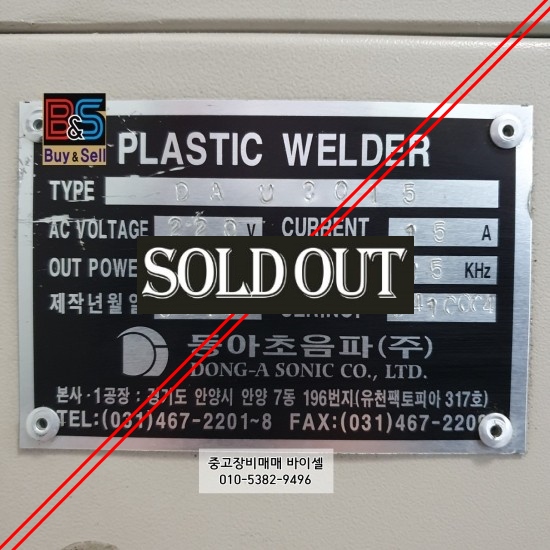 B&S
Buy & Sell
PLASTIC WELDER
TYPE DAU3015
AC VOLTAGE 220 V CURRENT 15 A
OUT POWE KHz
SOLD OUT
제작년월일
동아초음파(주)
DONG-A SONIC CO., LTD.
본사·1공장: 경기도 안양시 안양 7동 196번지(유천팩토피아 317호)
TEL:(031)467-2201~8 FAX:(031)467-220
중고장비매매 바이셀
010-5382-9496